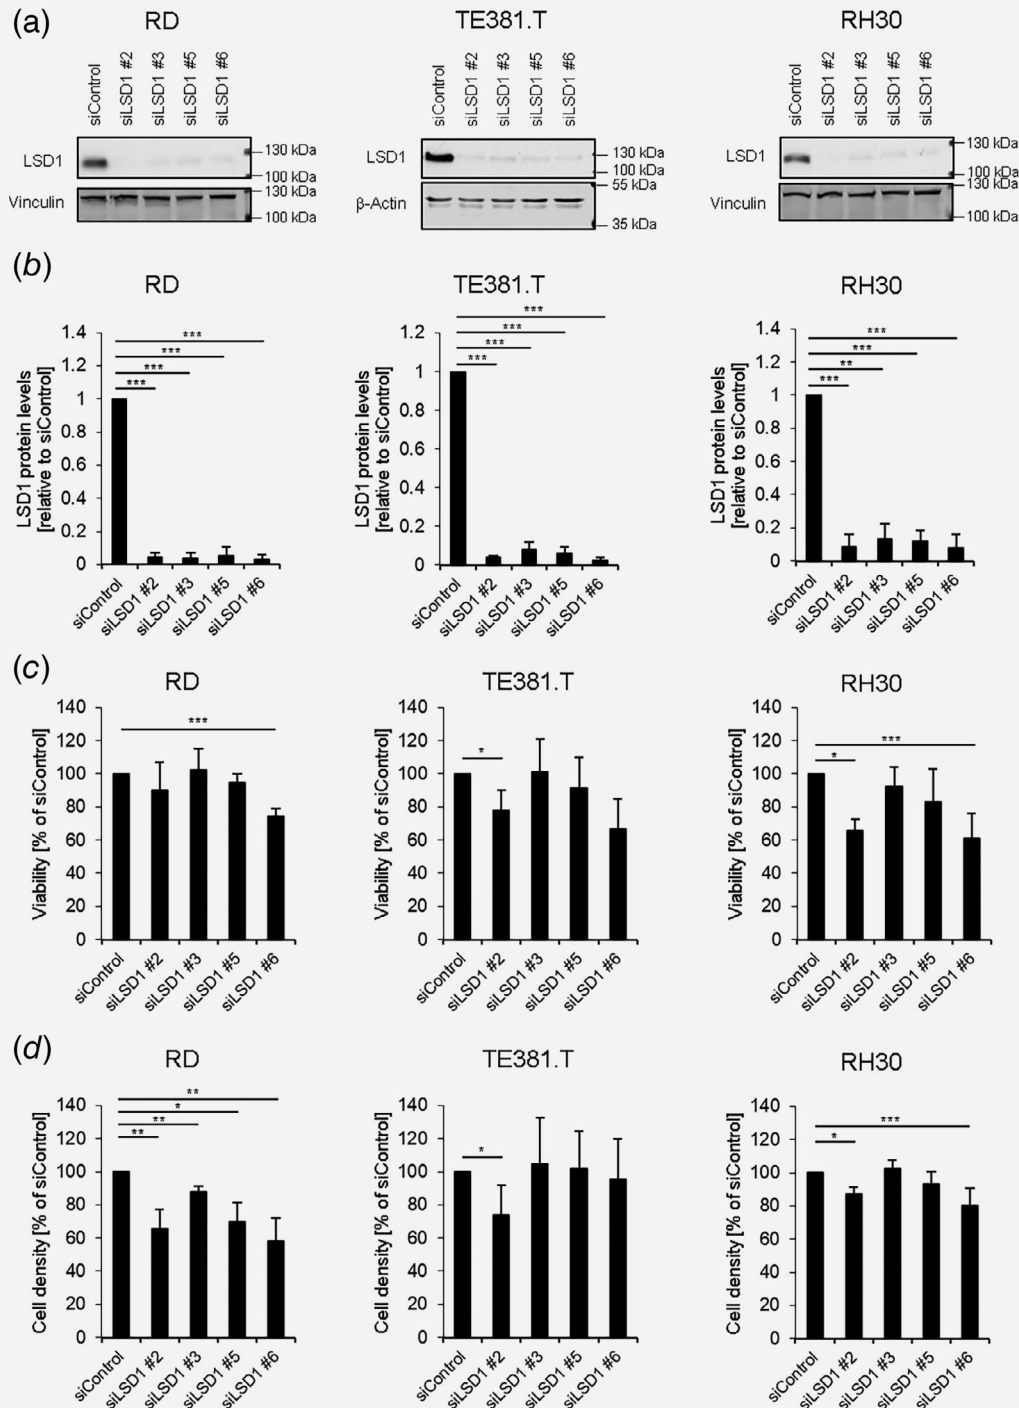 (a)
RD
TE381.T
RH30
siControl
siLSD1 #2
siLSD1 #3
siLSD1 #5
siLSD1 #6
siControl
siLSD1 #2
siLSD1 #3
siLSD1 #5
siLSD1 #6
siControl
siLSD1 #2
siLSD1 #3
siLSD1 #5
siLSD1 #6
LSD1
130 kDa
100 kDa
Vinculin
130 kDa
100 kDa
LSD1
130 kDa
100 kDa
β-Actin
55 kDa
35 kDa
LSD1
130 kDa
100 kDa
Vinculin
130 kDa
100 kDa
(b)
RD
LSD1 protein levels
[relative to siControl]
1.4
1.2
1
0.8
0.6
0.4
0.2
0
***
***
***
***
siControl
siLSD1 #2
siLSD1 #3
siLSD1 #5
siLSD1 #6
TE381.T
LSD1 protein levels
[relative to siControl]
1.2
1
0.8
0.6
0.4
0.2
0
***
***
***
***
siControl
siLSD1 #2
siLSD1 #3
siLSD1 #5
siLSD1 #6
RH30
LSD1 protein levels
[relative to siControl]
1.4
1.2
1
0.8
0.6
0.4
0.2
0
***
***
**
***
siControl
siLSD1 #2
siLSD1 #3
siLSD1 #5
siLSD1 #6
(c)
RD
Viability [% of siControl]
140
120
100
80
60
40
20
0
***
siControl
siLSD1 #2
siLSD1 #3
siLSD1 #5
siLSD1 #6
TE381.T
Viability [% of siControl]
140
120
100
80
60
40
20
0
*
siControl
siLSD1 #2
siLSD1 #3
siLSD1 #5
siLSD1 #6
RH30
Viability [% of siControl]
140
120
100
80
60
40
20
0
***
*
siControl
siLSD1 #2
siLSD1 #3
siLSD1 #5
siLSD1 #6
(d)
RD
Cell density [% of siControl]
140
120
100
80
60
40
20
0
**
*
**
**
siControl
siLSD1 #2
siLSD1 #3
siLSD1 #5
siLSD1 #6
TE381.T
Cell density [% of siControl]
140
120
100
80
60
40
20
0
*
siControl
siLSD1 #2
siLSD1 #3
siLSD1 #5
siLSD1 #6
RH30
Cell density [% of siControl]
140
120
100
80
60
40
20
0
***
*
siControl
siLSD1 #2
siLSD1 #3
siLSD1 #5
siLSD1 #6